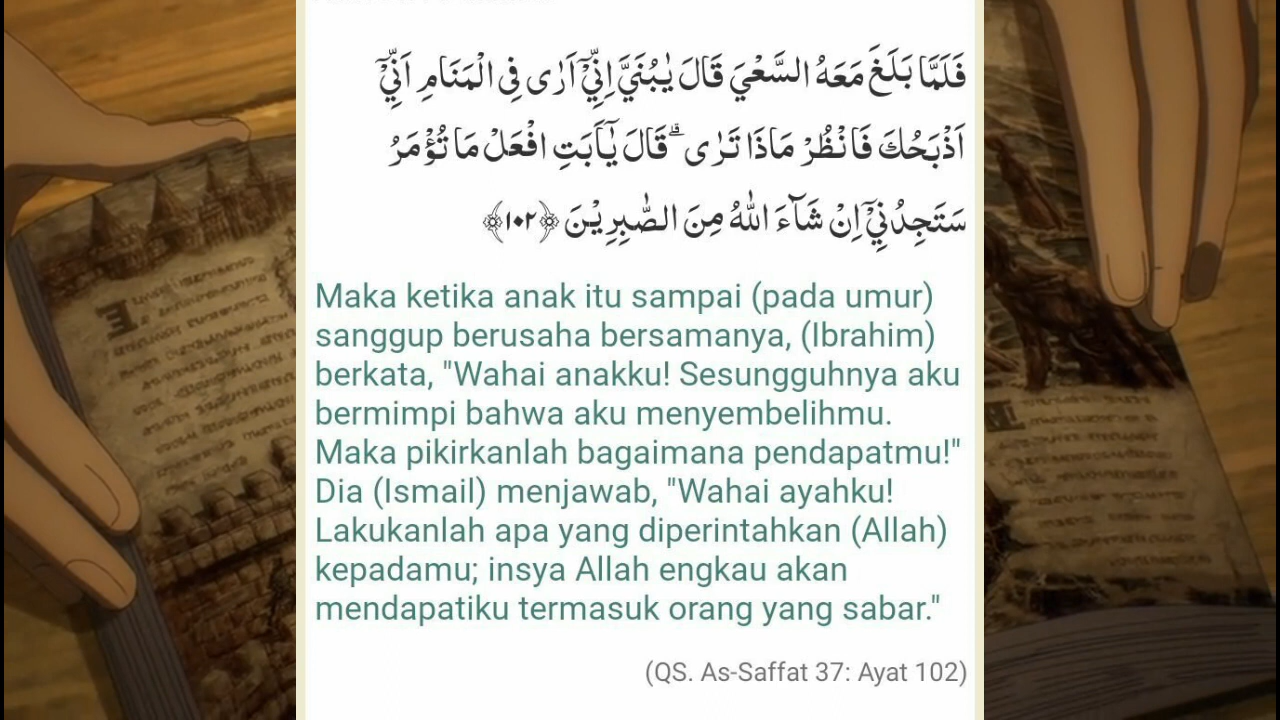 فَلَمَّا بَلَغَ مَعَهُ السَّعْيَ قَالَ يٰبُنَيَّ اِنِّيْٓ اَرٰى فِى الْمَنَامِ اَنِّيْٓ
اَذْبَحُكَ فَانْظُرْ مَاذَا تَرٰى ۗ قَالَ يٰٓاَبَتِ افْعَلْ مَا تُؤْمَرُ
سَتَجِدُنِيْٓ اِنْ شَاۤءَ اللّٰهُ مِنَ الصّٰبِرِيْنَ ﴿١٠٢﴾
Maka ketika anak itu sampai (pada umur)
sanggup berusaha bersamanya, (Ibrahim)
berkata, "Wahai anakku! Sesungguhnya aku
bermimpi bahwa aku menyembelihmu.
Maka pikirkanlah bagaimana pendapatmu!"
Dia (Ismail) menjawab, "Wahai ayahku!
Lakukanlah apa yang diperintahkan (Allah)
kepadamu; insya Allah engkau akan
mendapatiku termasuk orang yang sabar."
(QS. As-Saffat 37: Ayat 102)